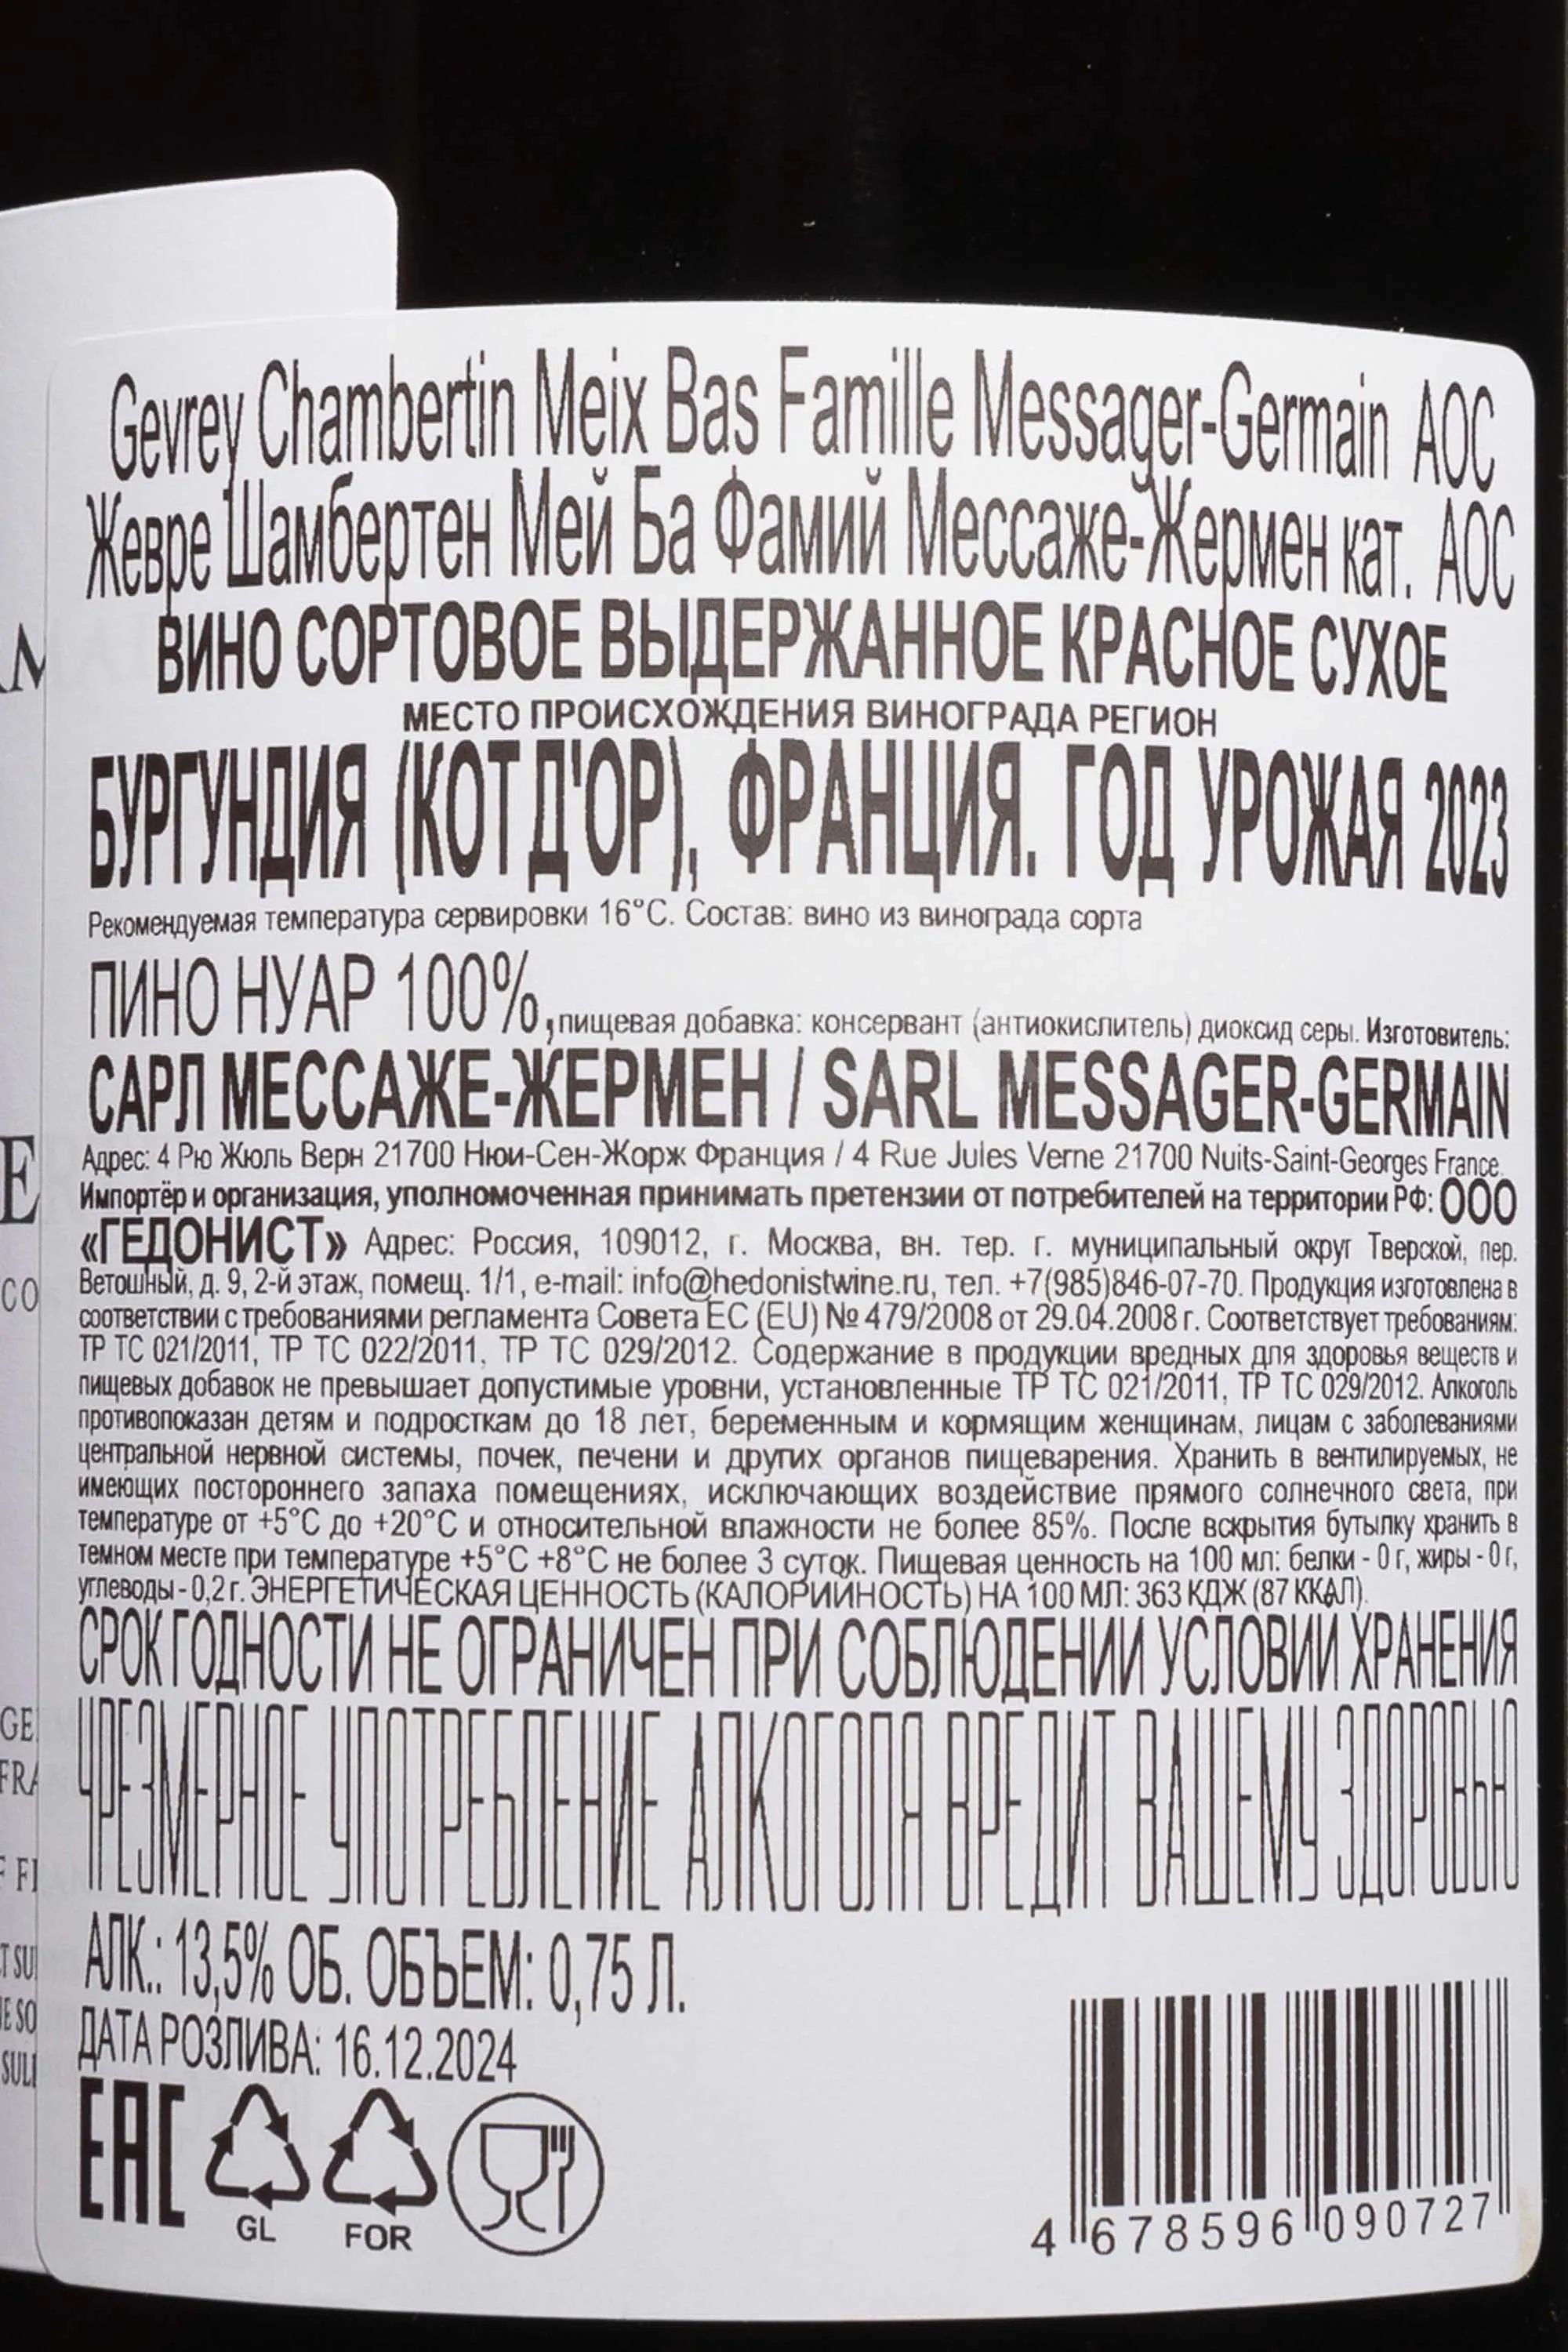 Gevrey Chambertin Meix Bas Famille Messager-Germain AOC
Жевре Шамбертен Мей Ба Фамий Мессаже-Жермен кат. AOC
ВИНО СОРТОВОЕ ВЫДЕРЖАННОЕ КРАСНОЕ СУХОЕ
МЕСТО ПРОИСХОЖДЕНИЯ ВИНОГРАДА РЕГИОН
БУРГУНДИЯ (КОТ Д'ОР), ФРАНЦИЯ. ГОД УРОЖАЯ 2023
Рекомендуемая температура сервировки 16°С. Состав: вино из винограда сорта
ПИНО НУАР 100%, пищевая добавка: консервант (антиокислитель) диоксид серы. Изготовитель:
САРЛ МЕССАЖЕ-ЖЕРМЕН / SARL MESSAGER-GERMAIN
Адрес: 4 Рю Жюль Верн 21700 Нюи-Сен-Жорж Франция / 4 Rue Jules Verne 21700 Nuits-Saint-Georges France.
Импортёр и организация, уполномоченная принимать претензии от потребителей на территории РФ: ООО
«ГЕДОНИСТ» Адрес: Россия, 109012, г. Москва, вн. тер. г. муниципальный округ Тверской, пер.
Ветошный, д. 9, 2-й этаж, помещ. 1/1, e-mail: info@hedonistwine.ru, тел. +7(985)846-07-70. Продукция изготовлена в
соответствии с требованиями регламента Совета ЕС (EU) № 479/2008 от 29.04.2008 г. Соответствует требованиям:
ТР ТС 021/2011, ТР ТС 022/2011, ТР ТС 029/2012. Содержание в продукции вредных для здоровья веществ и
пищевых добавок не превышает допустимые уровни, установленные ТР ТС 021/2011, ТР ТС 029/2012. Алкоголь
противопоказан детям и подросткам до 18 лет, беременным и кормящим женщинам, лицам с заболеваниями
центральной нервной системы, почек, печени и других органов пищеварения. Хранить в вентилируемых, не
имеющих постороннего запаха помещениях, исключающих воздействие прямого солнечного света, при
температуре от +5°С до +20°С и относительной влажности не более 85%. После вскрытия бутылку хранить в
темном месте при температуре +5°С +8°С не более 3 суток. Пищевая ценность на 100 мл: белки - 0 г, жиры - 0 г,
углеводы - 0,2 г. ЭНЕРГЕТИЧЕСКАЯ ЦЕННОСТЬ (КАЛОРИЙНОСТЬ) НА 100 МЛ: 363 КДЖ (87 ККАЛ).
СРОК ГОДНОСТИ НЕ ОГРАНИЧЕН ПРИ СОБЛЮДЕНИИ УСЛОВИЙ ХРАНЕНИЯ
ЧРЕЗМЕРНОЕ УПОТРЕБЛЕНИЕ АЛКОГОЛЯ ВРЕДИТ ВАШЕМУ ЗДОРОВЬЮ
АЛК.: 13,5% ОБ. ОБЪЕМ: 0,75 Л.
ДАТА РОЗЛИВА: 16.12.2024
EAC
GL FOR
4 678596 090727